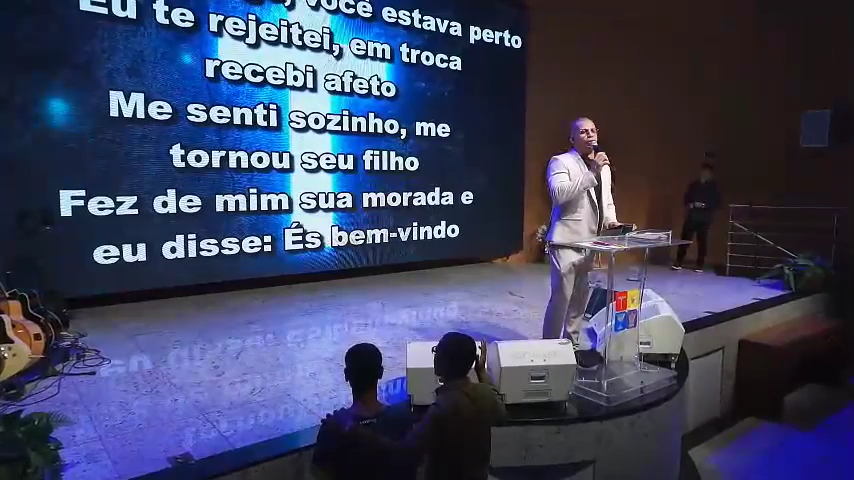 você estava perto
Eu te rejeitei, em troca
recebi afeto
Me senti sozinho, me
tornou seu filho
Fez de mim sua morada e
eu disse: És bem-vindo